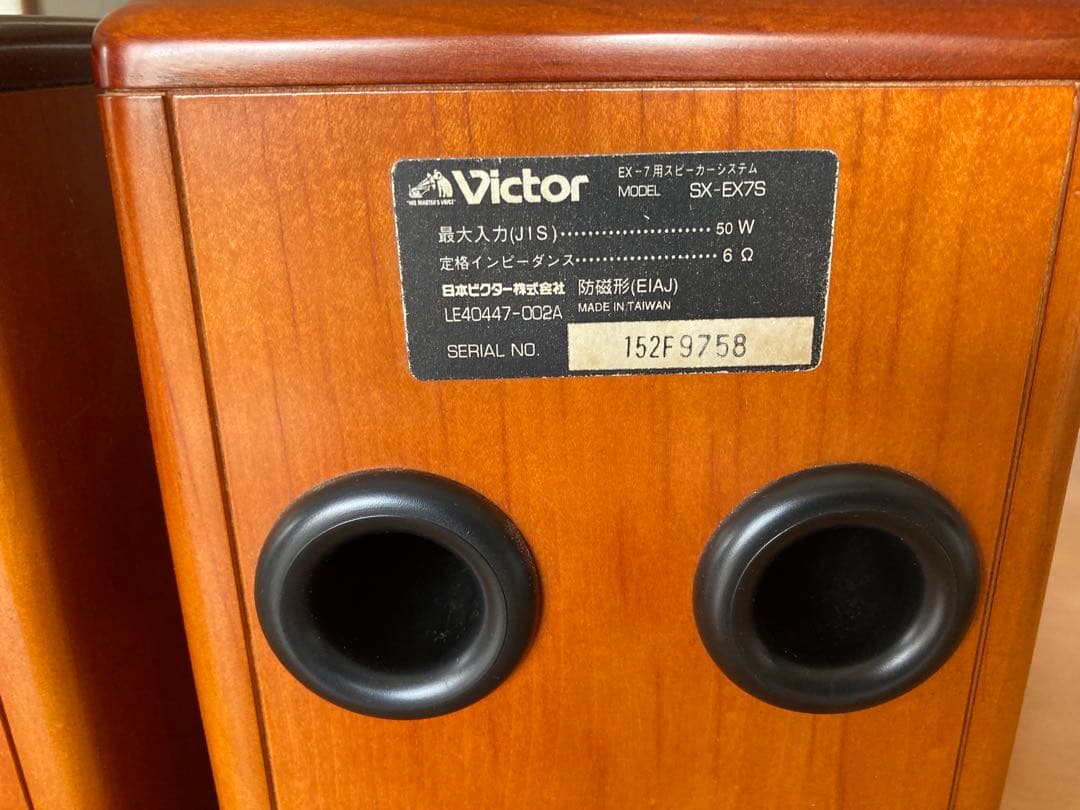 Victor
"HIS MASTER'S VOICE"
EX-7用スピーカーシステム
MODEL SX-EX7S
最大入力(JIS)······················50 W
定格インピーダンス·····················6 Ω
日本ビクター株式会社 防磁形(EIAJ)
LE40447-002A MADE IN TAIWAN
SERIAL NO. 152F9758